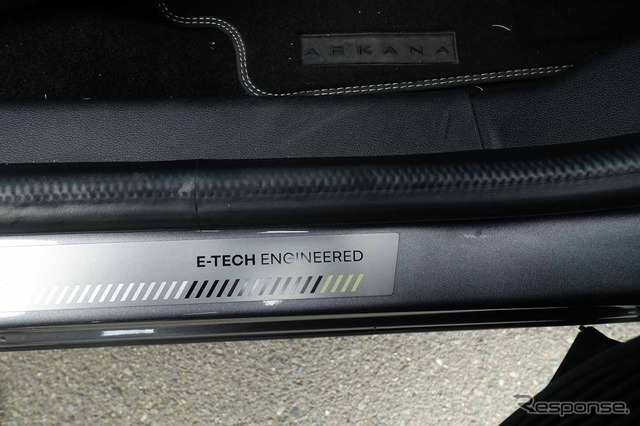 ARKANA
E-TECH ENGINEERED
Response.